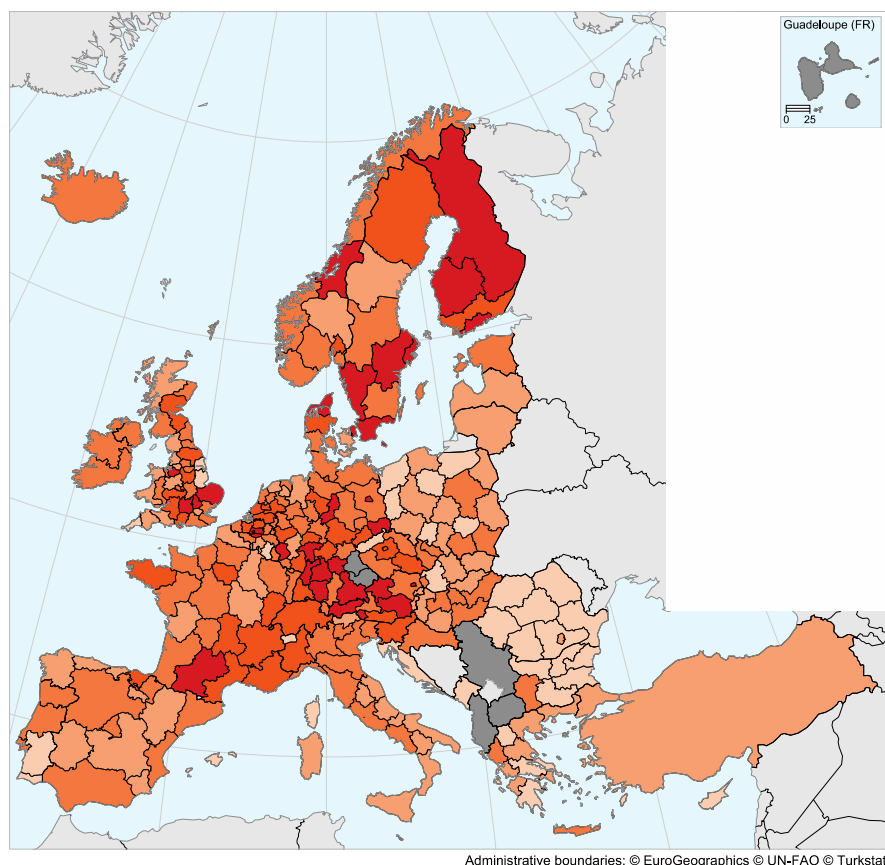 Guadeloupe (FR)
0 25
Administrative boundaries: © EuroGeographics © UN-FAO © Turkstat